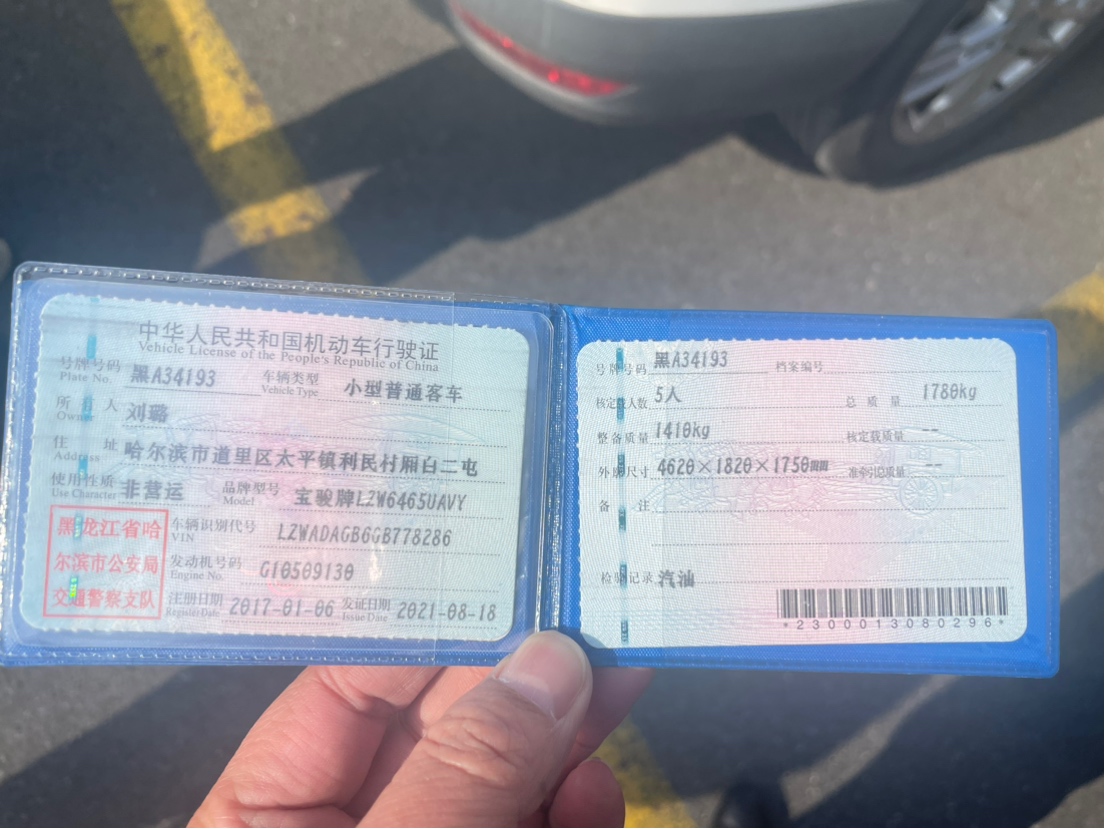 中华人民共和国机动车行驶证
Vehicle License of the People's Republic of China
号牌号码 黑A34193 车辆类型 小型普通客车
Plate No. Vehicle Type
所有人 刘璐
Owner
住址 哈尔滨市道里区太平镇利民村厢白二屯
Address
使用性质 非营运 品牌型号 宝骏牌LZW6465UAVY
Use Character Model
黑龙江省哈
尔滨市公安局
交通警察支队
车辆识别代号 LZWADAGB6GB778286
VIN
发动机号码 G10509130
Engine No.
注册日期 2017-01-06 发证日期 2021-08-18
Register Date Issue Date
号牌号码 黑A34193 档案编号
核定载人数 5人 总质量 1780kg
整备质量 1410kg 核定载质量 --
外廓尺寸 4620×1820×1750mm 准牵引总质量 --
备注
检验记录 汽油
*2300013080296*